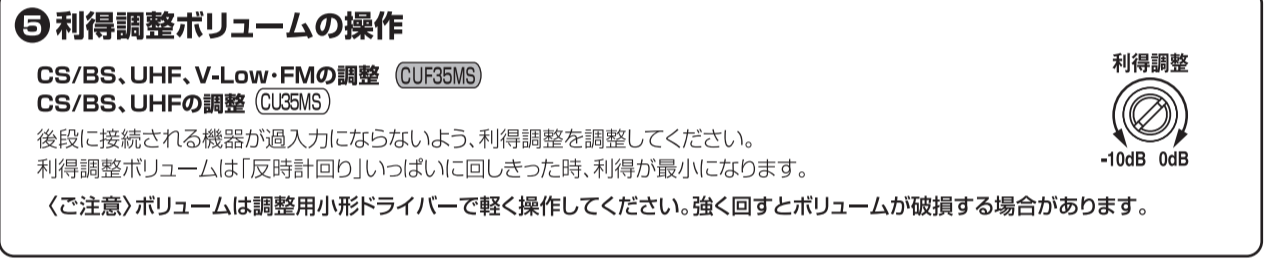 ❺利得調整ボリュームの操作
CS/BS、UHF、V-Low・FMの調整 CUF35MS
CS/BS、UHFの調整 CU35MS
後段に接続される機器が過入力にならないよう、利得調整を調整してください。
利得調整ボリュームは「反時計回り」いっぱいに回しきった時、利得が最小になります。
〈ご注意〉ボリュームは調整用小形ドライバーで軽く操作してください。強く回すとボリュームが破損する場合があります。
利得調整
-10dB 0dB